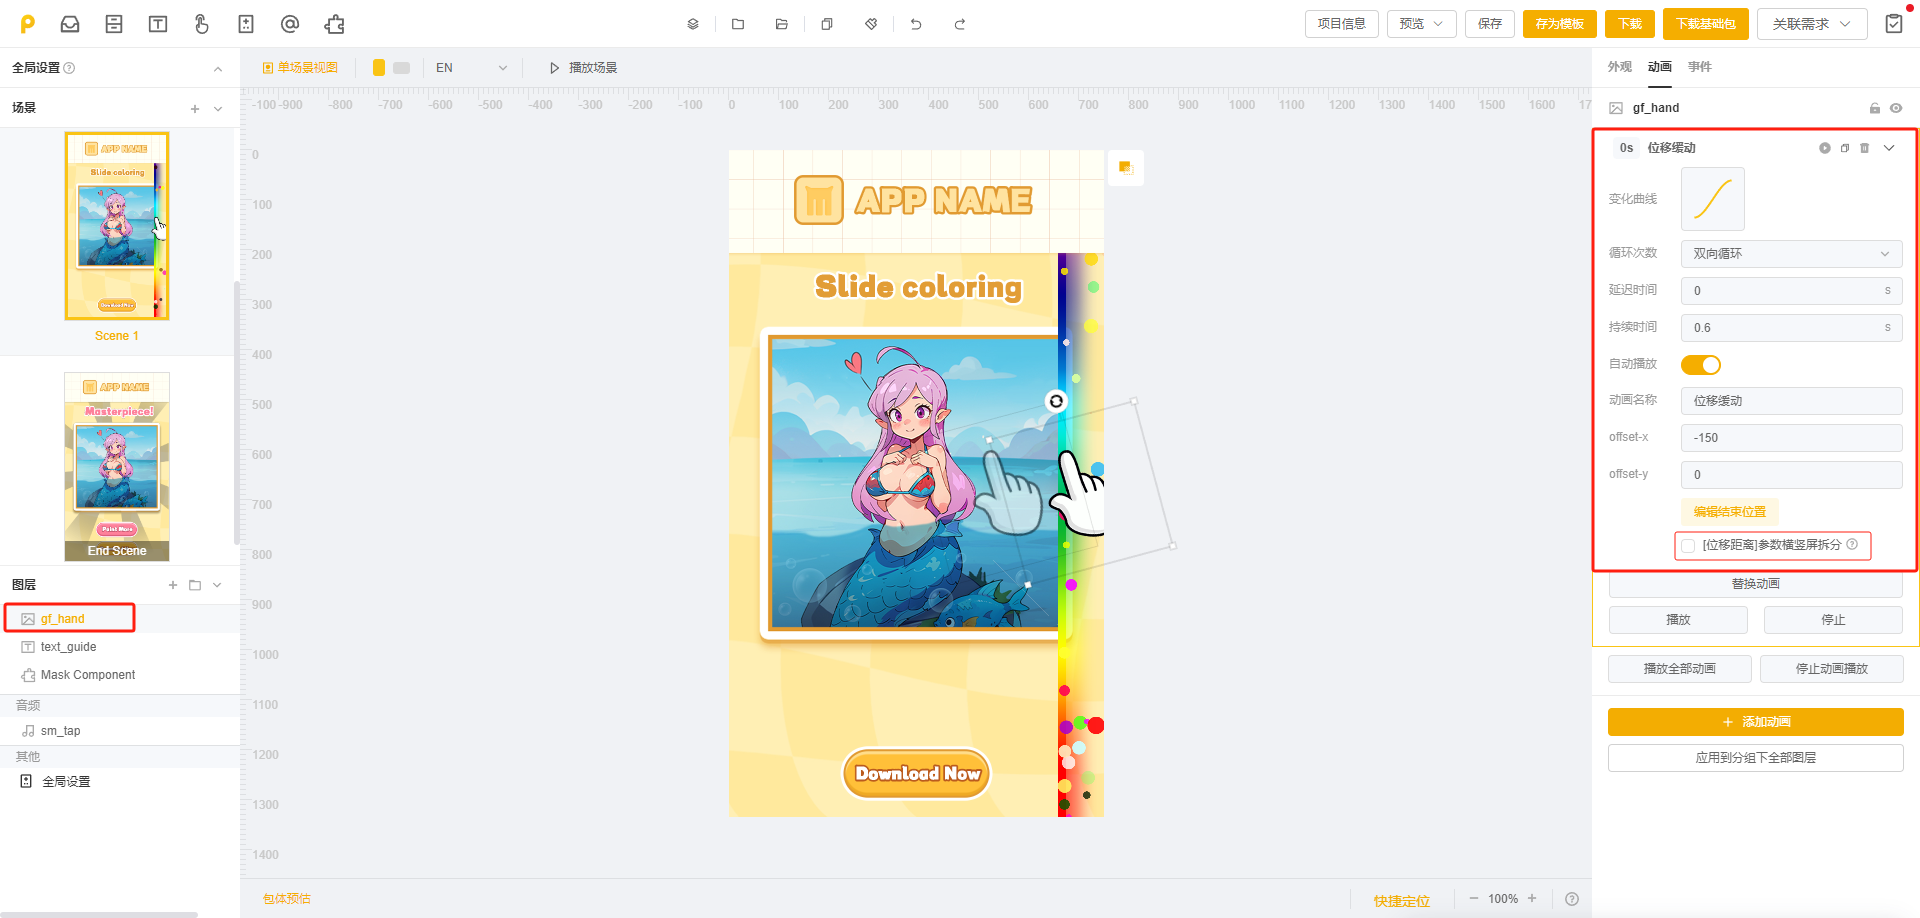 项目信息
预览
保存
存为模板
下载
下载基础包
关联需求
全局设置
场景
APP NAME
Slide coloring
Scene 1
APP NAME
Masterpiece!
Paint More
End Scene
图层
gf_hand
text_guide
Mask Component
音频
sm_tap
其他
全局设置
单场景视图
EN
播放场景
-1000 -900 -800 -700 -600 -500 -400 -300 -200 -100 0 100 200 300 400 500 600 700 800 900 1000 1100 1200 1300 1400 1500 1600 17
0
100
200
300
400
500
600
700
800
900
1000
1100
1200
1300
1400
APP NAME
Slide coloring
Download Now
包体预估
快捷定位
100%
外观 动画 事件
gf_hand
0s 位移缓动
变化曲线
循环次数 双向循环
延迟时间 0 s
持续时间 0.6 s
自动播放
动画名称 位移缓动
offset-x -150
offset-y 0
编辑结束位置
[位移距离]参数横竖屏拆分
替换动画
播放 停止
播放全部动画 停止动画播放
添加动画
应用到分组下全部图层